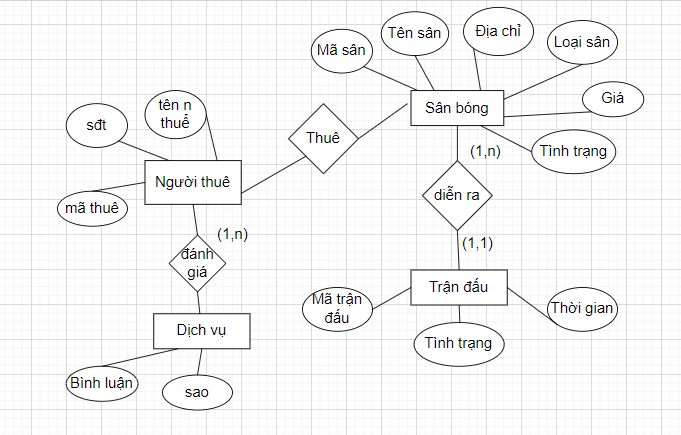 Mã sân
Tên sân
Địa chỉ
Loại sân
Giá
Tình trạng
Sân bóng
Thuê
tên n
thuể
sđt
Người thuê
mã thuê
(1,n)
diễn ra
(1,1)
(1,n)
đánh
giá
Trận đấu
Mã trận
đấu
Thời gian
Tình trạng
Dịch vụ
Bình luận
sao